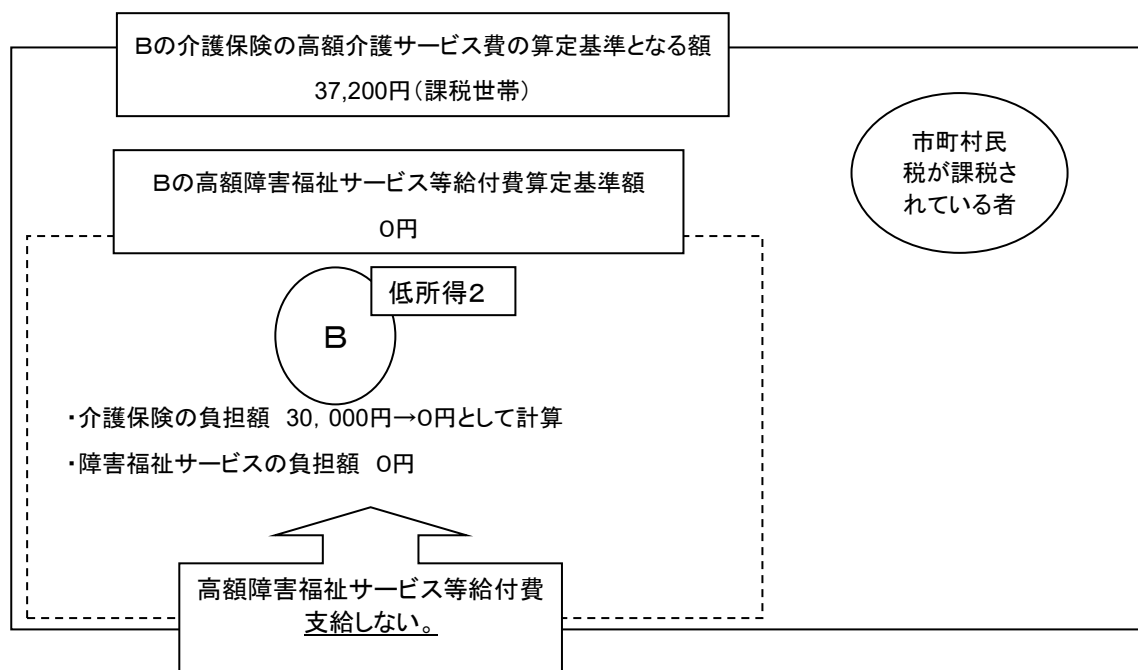 Bの介護保険の高額介護サービス費の算定基準となる額
37,200円(課税世帯)
市町村民
税が課税さ
れている者
Bの高額障害福祉サービス等給付費算定基準額
0円
低所得2
B
・介護保険の負担額 30,000円→0円として計算
・障害福祉サービスの負担額 0円
高額障害福祉サービス等給付費
支給しない。